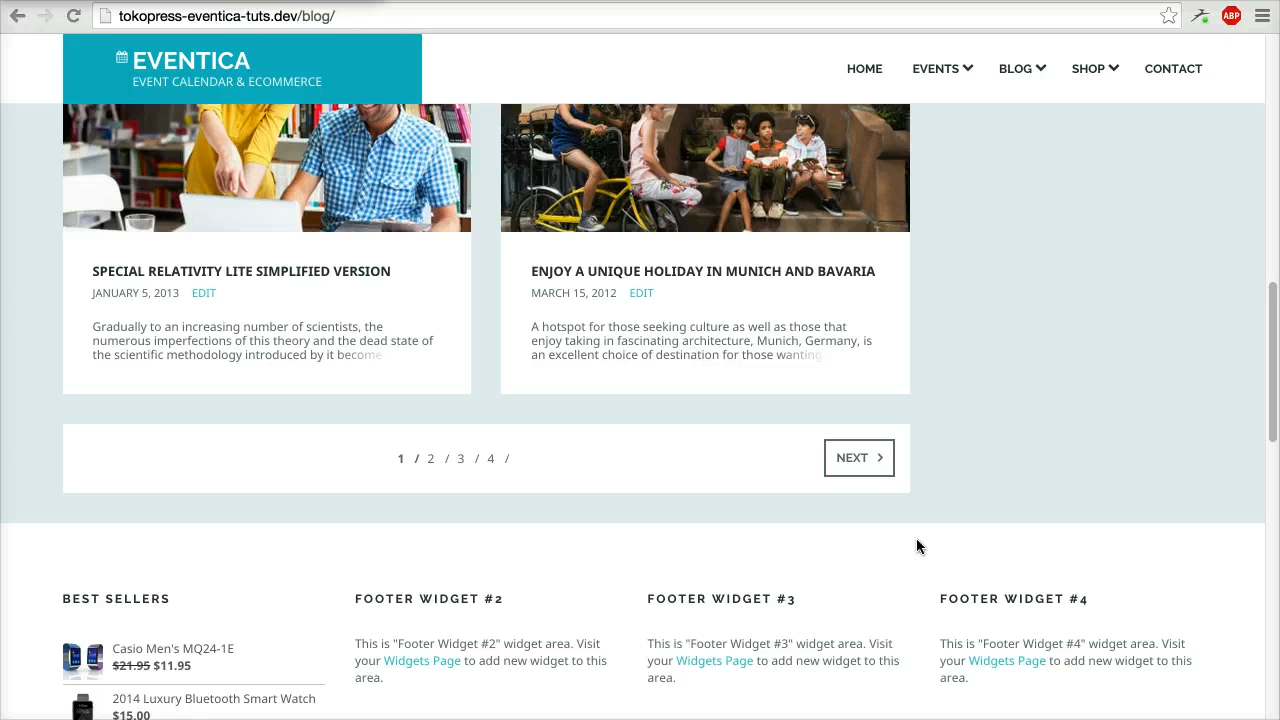 tokopress-eventica-tuts.dev/blog/
ABP
EVENTICA
EVENT CALENDAR & ECOMMERCE
HOME EVENTS BLOG SHOP CONTACT
SPECIAL RELATIVITY LITE SIMPLIFIED VERSION
JANUARY 5, 2013 EDIT
Gradually to an increasing number of scientists, the
numerous imperfections of this theory and the dead state of
the scientific methodology introduced by it become
ENJOY A UNIQUE HOLIDAY IN MUNICH AND BAVARIA
MARCH 15, 2012 EDIT
A hotspot for those seeking culture as well as those that
enjoy taking in fascinating architecture, Munich, Germany, is
an excellent choice of destination for those wanting
1 / 2 / 3 / 4 /
NEXT
BEST SELLERS
Casio Men's MQ24-1E
$21.95 $11.95
2014 Luxury Bluetooth Smart Watch
$15.00
FOOTER WIDGET #2
This is "Footer Widget #2" widget area. Visit
your Widgets Page to add new widget to this
area.
FOOTER WIDGET #3
This is "Footer Widget #3" widget area. Visit
your Widgets Page to add new widget to this
area.
FOOTER WIDGET #4
This is "Footer Widget #4" widget area. Visit
your Widgets Page to add new widget to this
area.